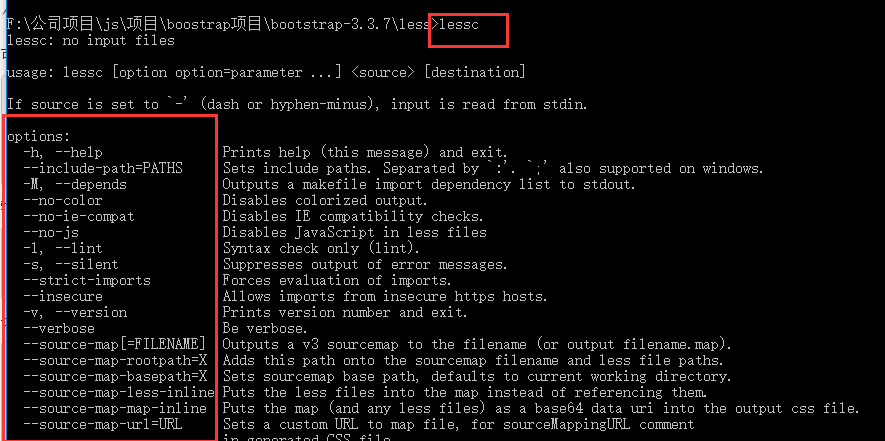 F:\公司项目\js\项目\boostrap项目\bootstrap-3.3.7\less>lessc
lessc: no input files
usage: lessc [option option=parameter ...] <source> [destination]
If source is set to `-' (dash or hyphen-minus), input is read from stdin.
options:
-h, --help Prints help (this message) and exit.
--include-path=PATHS Sets include paths. Separated by `:'. `;' also supported on windows.
-M, --depends Outputs a makefile import dependency list to stdout.
--no-color Disables colorized output.
--no-ie-compat Disables IE compatibility checks.
--no-js Disables JavaScript in less files
-l, --lint Syntax check only (lint).
-s, --silent Suppresses output of error messages.
--strict-imports Forces evaluation of imports.
--insecure Allows imports from insecure https hosts.
-v, --version Prints version number and exit.
--verbose Be verbose.
--source-map[=FILENAME] Outputs a v3 sourcemap to the filename (or output filename.map).
--source-map-rootpath=X Adds this path onto the sourcemap filename and less file paths.
--source-map-basepath=X Sets sourcemap base path, defaults to current working directory.
--source-map-less-inline Puts the less files into the map instead of referencing them.
--source-map-map-inline Puts the map (and any less files) as a base64 data uri into the output css file.
--source-map-url=URL Sets a custom URL to map file, for sourceMappingURL comment
in generated CSS file.